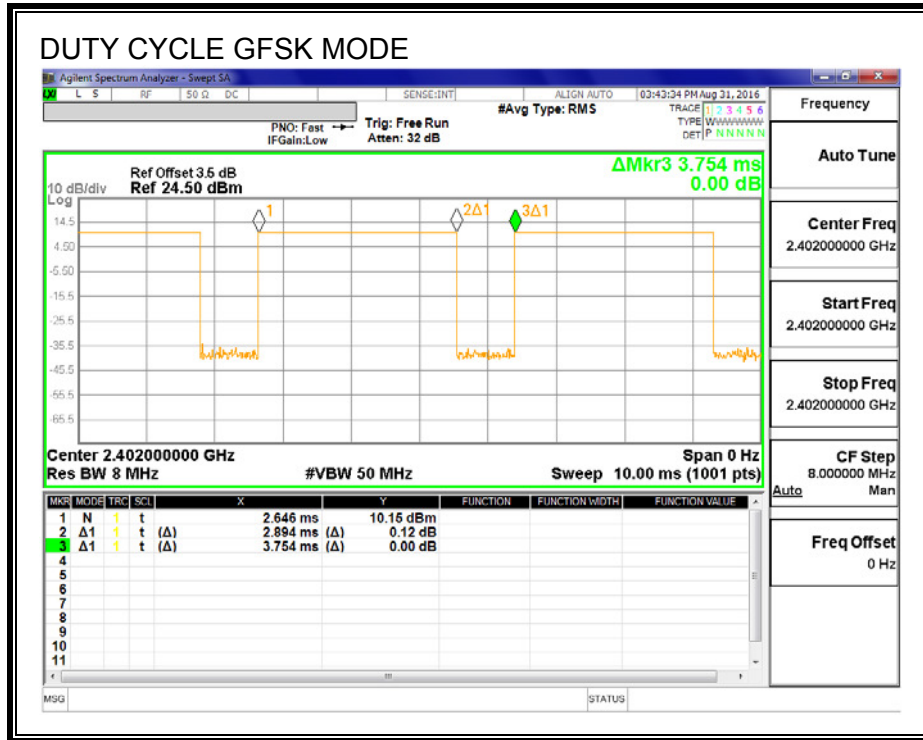 DUTY CYCLE GFSK MODE
Agilent Spectrum Analyzer - Swept SA
LXI L S RF 50 Ω DC SENSE:INT ALIGN AUTO 03:43:34 PM Aug 31, 2016
PNO: Fast
IFGain:Low
Trig: Free Run
Atten: 32 dB
#Avg Type: RMS
TRACE 1 2 3 4 5 6
TYPE WWWWWW
DET P N N N N N
Frequency
ΔMkr3 3.754 ms
0.00 dB
Ref Offset 3.5 dB
10 dB/div Ref 24.50 dBm
Log
1 2Δ1 3Δ1
14.5
4.50
-5.50
-15.5
-25.5
-35.5
-45.5
-55.5
-65.5
Center 2.402000000 GHz Span 0 Hz
Res BW 8 MHz #VBW 50 MHz Sweep 10.00 ms (1001 pts)
MKR MODE TRC SCL X Y FUNCTION FUNCTION WIDTH FUNCTION VALUE
1 N 1 t 2.646 ms 10.15 dBm
2 Δ1 1 t (Δ) 2.894 ms (Δ) 0.12 dB
3 Δ1 1 t (Δ) 3.754 ms (Δ) 0.00 dB
4
5
6
7
8
9
10
11
MSG STATUS
Auto Tune
Center Freq
2.402000000 GHz
Start Freq
2.402000000 GHz
Stop Freq
2.402000000 GHz
CF Step
8.000000 MHz
Auto Man
Freq Offset
0 Hz